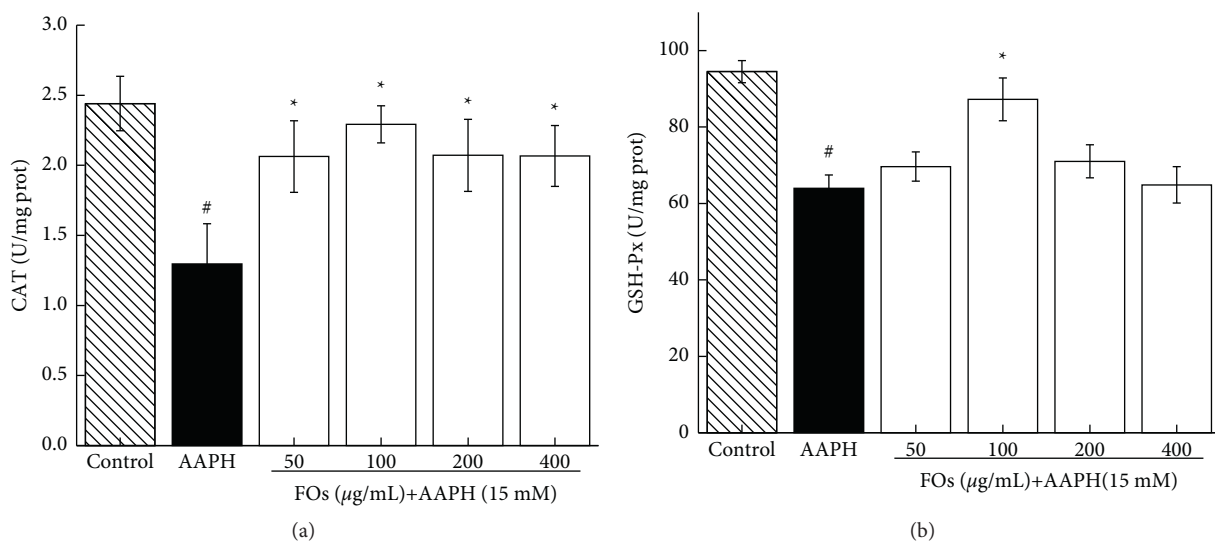 3.0
2.5
2.0
1.5
1.0
0.5
0.0
CAT (U/mg prot)
#
*
*
*
*
Control
AAPH
50
100
200
400
FOs (μg/mL)+AAPH (15 mM)
(a)
100
80
60
40
20
0
GSH-Px (U/mg prot)
#
*
Control
AAPH
50
100
200
400
FOs (μg/mL)+AAPH(15 mM)
(b)